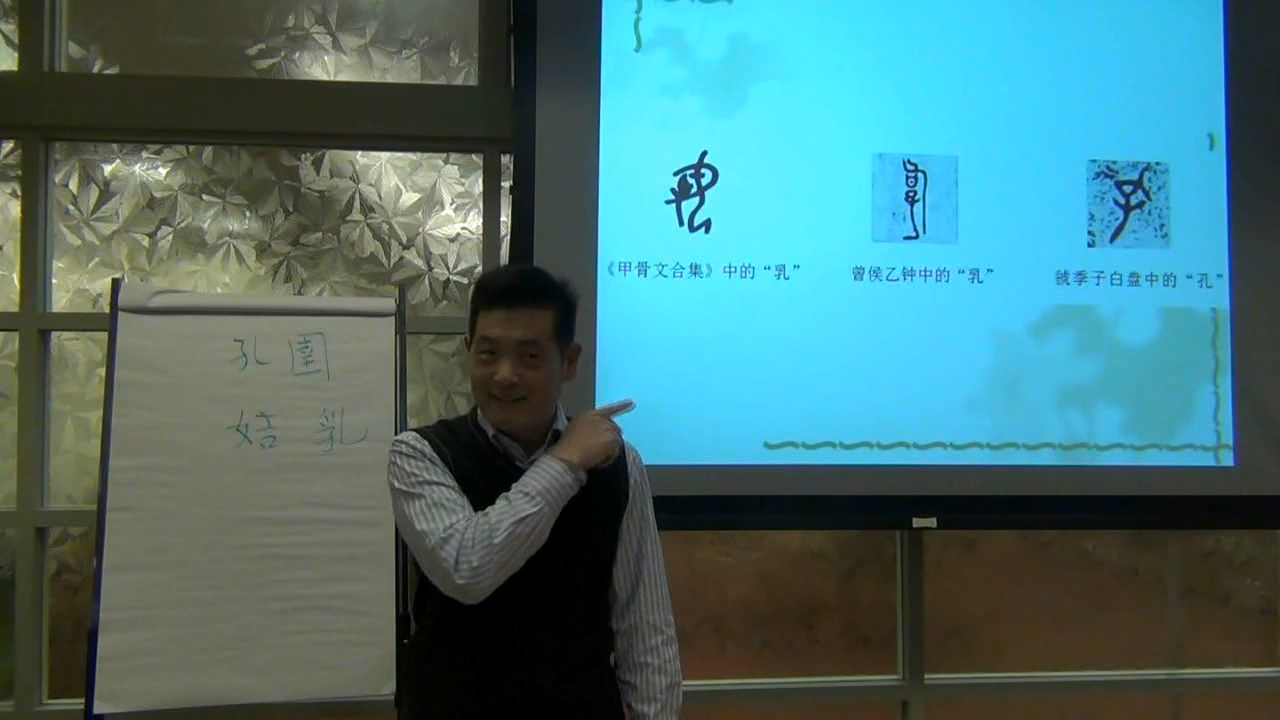 《甲骨文合集》中的“乳”
曾侯乙钟中的“乳”
虢季子白盘中的“孔”
孔
姞 乳